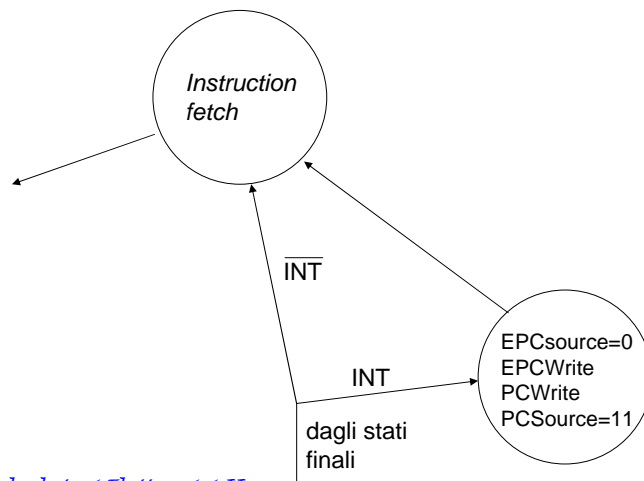 Instruction
fetch
INT
INT
EPCsource=0
EPCWrite
PCWrite
PCSource=11
dagli stati
finali